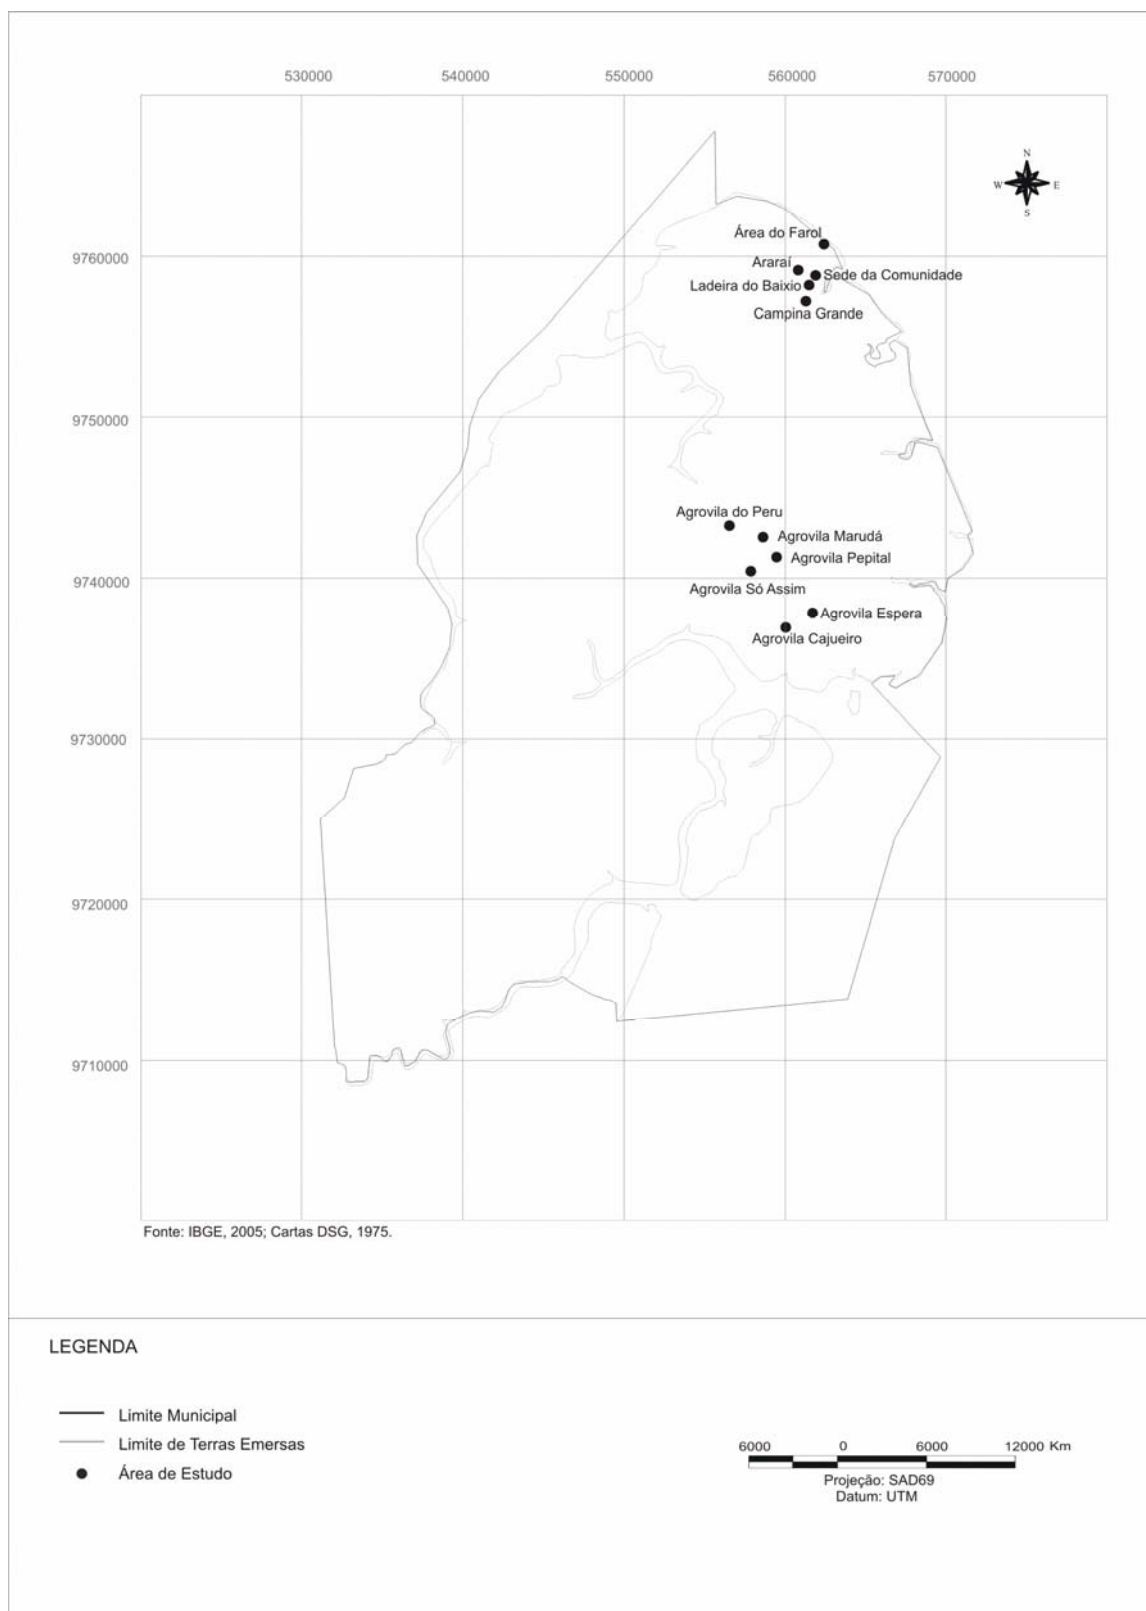 530000 540000 550000 560000 570000
N
W E
S
Área do Farol
9760000
Araraí
Sede da Comunidade
Ladeira do Baixio
Campina Grande
9750000
Agrovila do Peru
Agrovila Marudá
Agrovila Pepital
9740000
Agrovila Só Assim
Agrovila Espera
Agrovila Cajueiro
9730000
9720000
9710000
Fonte: IBGE, 2005; Cartas DSG, 1975.
LEGENDA
Limite Municipal
Limite de Terras Emersas
Área de Estudo
6000 0 6000 12000 Km
Projeção: SAD69
Datum: UTM